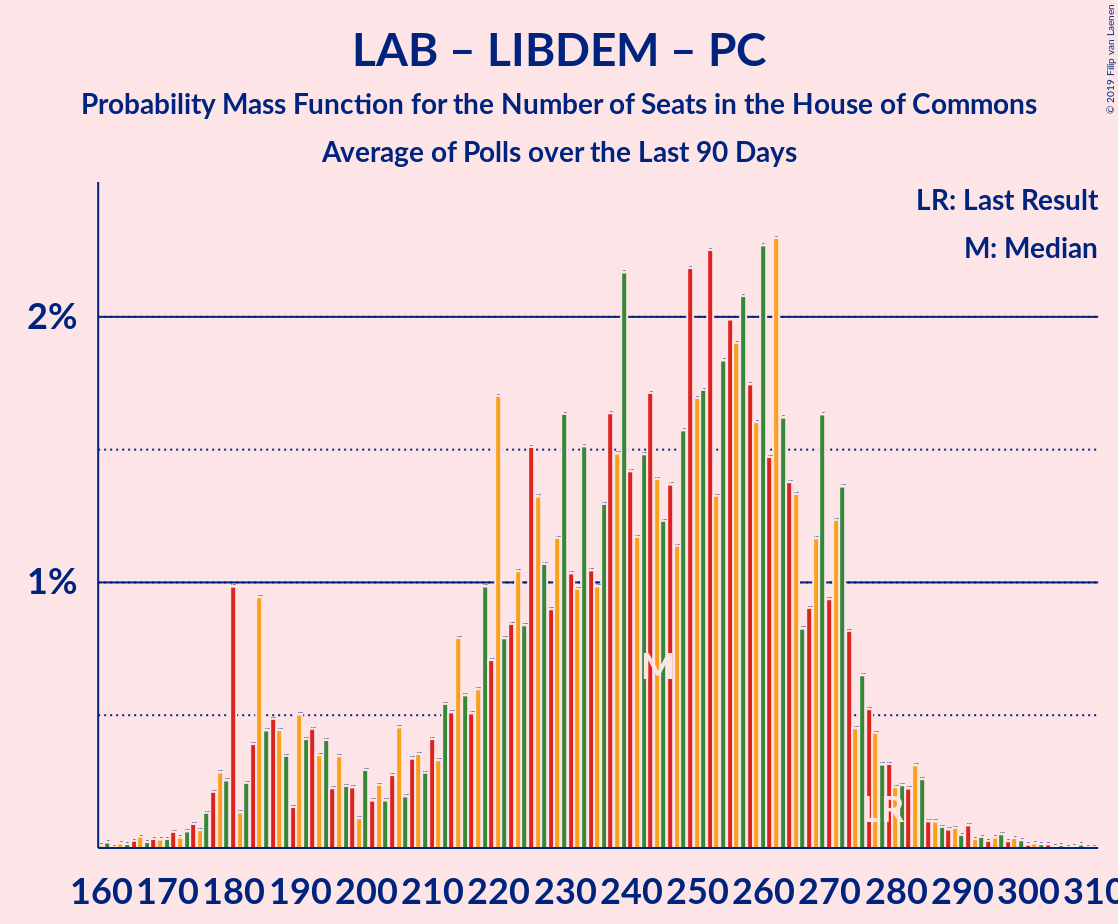 LAB – LIBDEM – PC
Probability Mass Function for the Number of Seats in the House of Commons
Average of Polls over the Last 90 Days
© 2019 Filip van Laenen
LR: Last Result
M: Median
2%
1%
M
LR
160 170 180 190 200 210 220 230 240 250 260 270 280 290 300 310